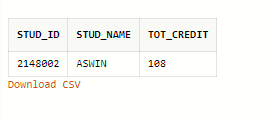 STUD_ID STUD_NAME TOT_CREDIT
2148002 ASWIN 108
Download CSV